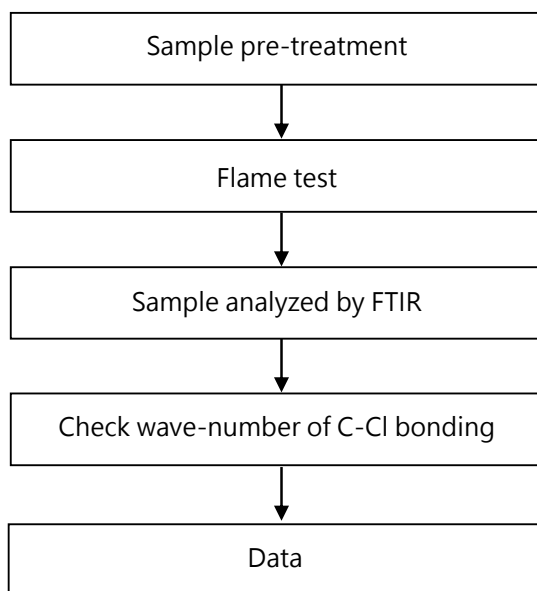 Sample pre-treatment
Flame test
Sample analyzed by FTIR
Check wave-number of C-Cl bonding
Data